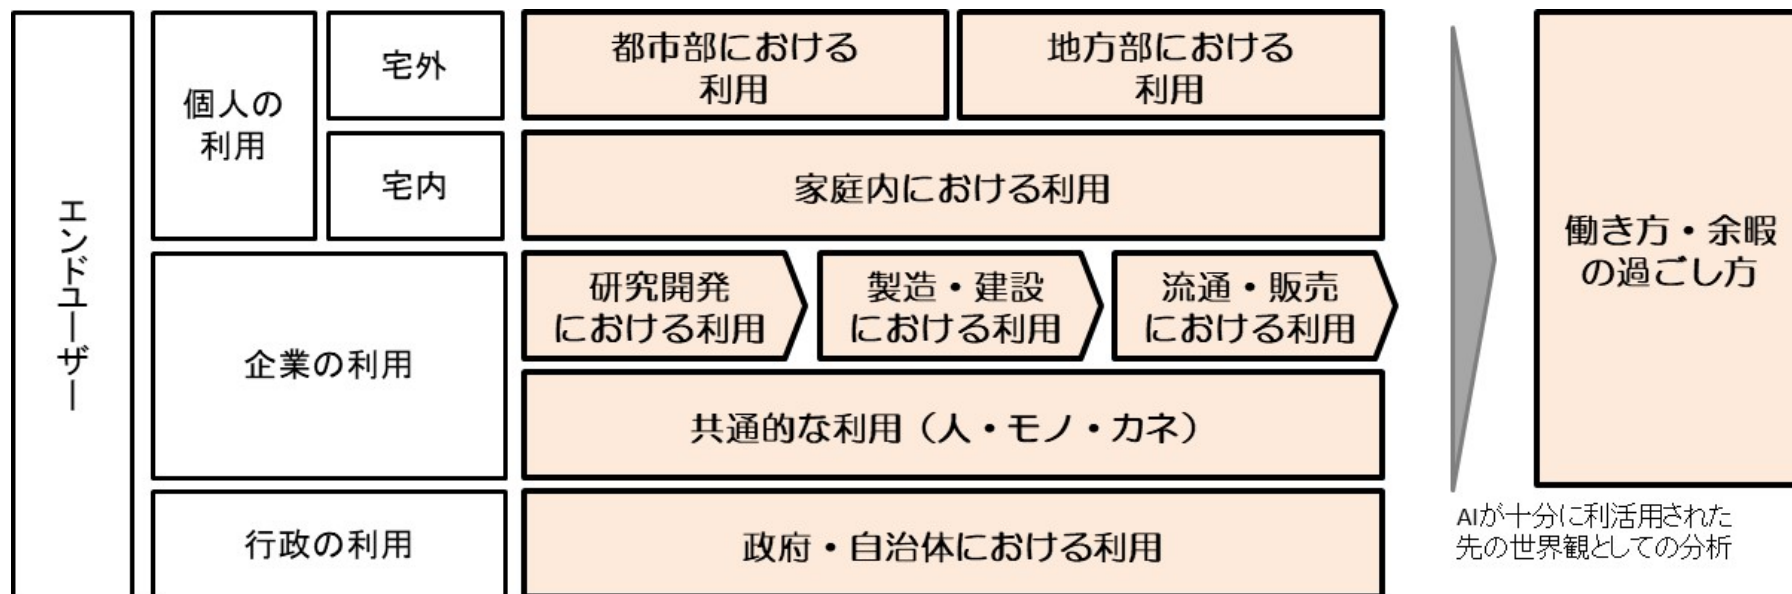 エンドユーザー
個人の
利用
宅外
都市部における
利用
地方部における
利用
宅内
家庭内における利用
企業の利用
研究開発
における利用
製造・建設
における利用
流通・販売
における利用
共通的な利用（人・モノ・カネ）
行政の利用
政府・自治体における利用
働き方・余暇
の過ごし方
AIが十分に利活用された
先の世界観としての分析